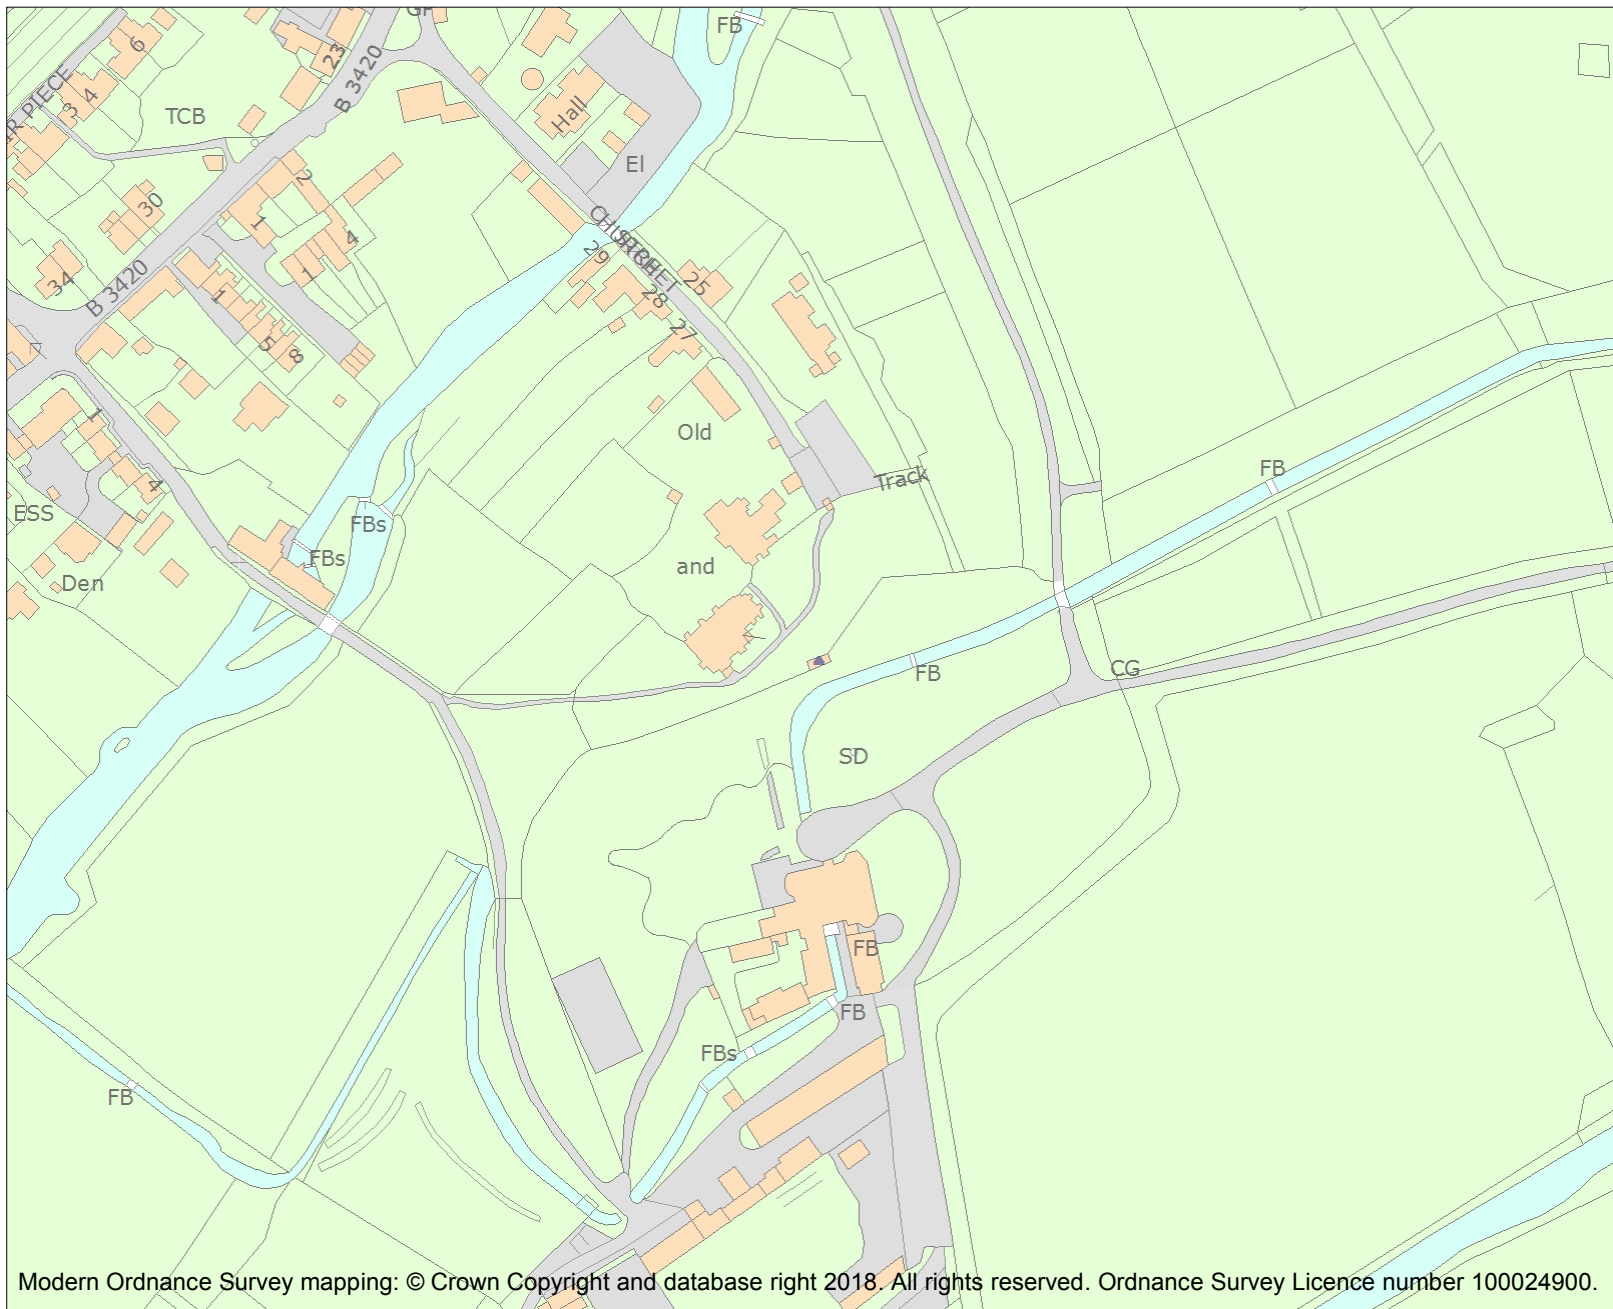 GP
FB
6
23
B 3420
3 4
TCB
Hall
El
2
30
1
4
CHURCH STREET
29
34
B 3420
1
1
25
28
27
5
8
1
4
Old
Track
FB
ESS
FBs
FBs
Den
and
FB
CG
SD
FB
FB
FBs
FB
Modern Ordnance Survey mapping: © Crown Copyright and database right 2018. All rights reserved. Ordnance Survey Licence number 100024900.